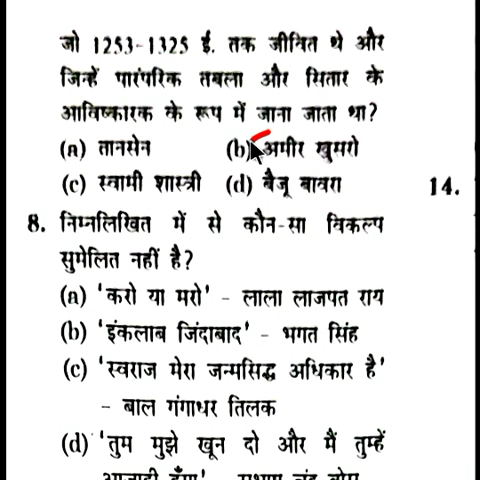 जो 1253-1325 ई. तक जीवित थे और
जिन्हें पारंपरिक तबला और सितार के
आविष्कारक के रूप में जाना जाता था?
(a) तानसेन (b) अमीर खुसरो
(c) स्वामी शास्त्री (d) बैजू बावरा
14.
8. निम्नलिखित में से कौन-सा विकल्प
सुमेलित नहीं है?
(a) 'करो या मरो' - लाला लाजपत राय
(b) 'इंकलाब जिंदाबाद' - भगत सिंह
(c) 'स्वराज मेरा जन्मसिद्ध अधिकार है'
- बाल गंगाधर तिलक
(d) 'तुम मुझे खून दो और मैं तुम्हें